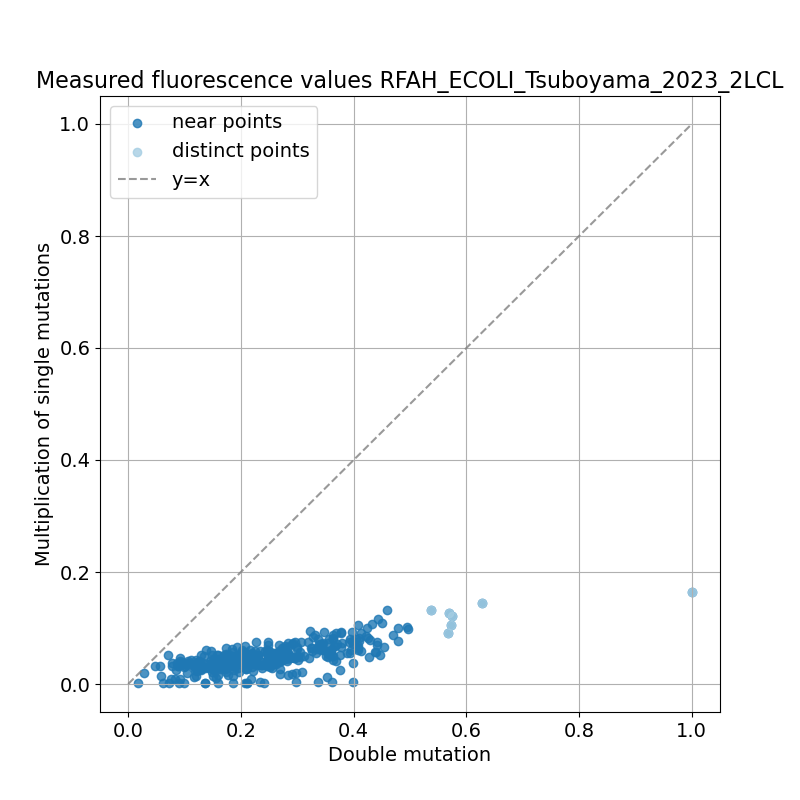 Measured fluorescence values RFAH_ECOLI_Tsuboyama_2023_2LCL
near points
distinct points
y=x
Multiplication of single mutations
1.0
0.8
0.6
0.4
0.2
0.0
0.0 0.2 0.4 0.6 0.8 1.0
Double mutation